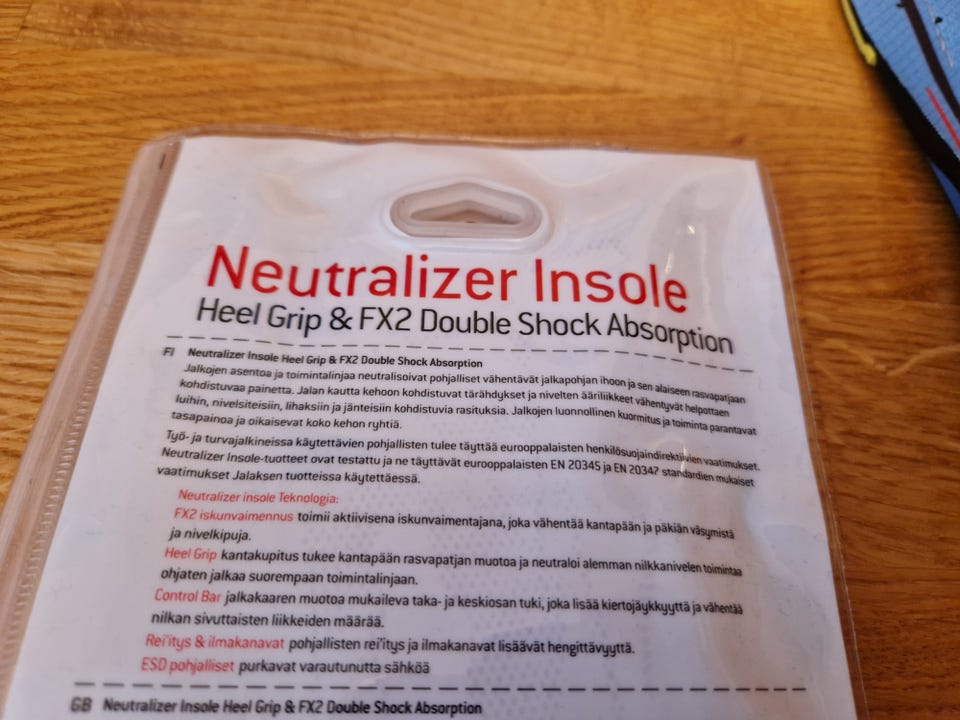 Neutralizer Insole
Heel Grip & FX2 Double Shock Absorption
FI Neutralizer Insole Heel Grip & FX2 Double Shock Absorption
Jalkojen asentoa ja toimintalinjaa neutralisoivat pohjalliset vähentävät jalkapohjan ihoon ja sen alaiseen rasvapatjaan
kohdistuvaa painetta. Jalan kautta kehoon kohdistuvat tärähdykset ja nivelten ääriliikkeet vähentyvät helpottaen
luihin, nivelsiteisiin, lihaksiin ja jänteisiin kohdistuvia rasituksia. Jalkojen luonnollinen kuormitus ja toiminta parantavat
tasapainoa ja oikaisevat koko kehon ryhtiä.
Työ- ja turvajalkineissa käytettävien pohjallisten tulee täyttää eurooppalaisten henkilösuojaindirektiivien vaatimukset.
Neutralizer Insole-tuotteet ovat testattu ja ne täyttävät eurooppalaisten EN 20345 ja EN 20347 standardien mukaiset
vaatimukset Jalaksen tuotteissa käytettäessä.
Neutralizer insole Teknologia:
FX2 iskunvaimennus toimii aktiivisena iskunvaimentajana, joka vähentää kantapään ja päkiän väsymistä
ja nivelkipuja.
Heel Grip kantakupitus tukee kantapään rasvapatjan muotoa ja neutraloi alemman nilkkanivelen toimintaa
ohjaten jalkaa suorempaan toimintalinjaan.
Control Bar jalkakaaren muotoa mukaileva taka- ja keskiosan tuki, joka lisää kiertojäykkyyttä ja vähentää
nilkan sivuttaisten liikkeiden määrää.
Rei'itys & ilmakanavat pohjallisten rei'itys ja ilmakanavat lisäävät hengittävyyttä.
ESD pohjalliset purkavat varautunutta sähköä
GB Neutralizer Insole Heel Grip & FX2 Double Shock Absorption